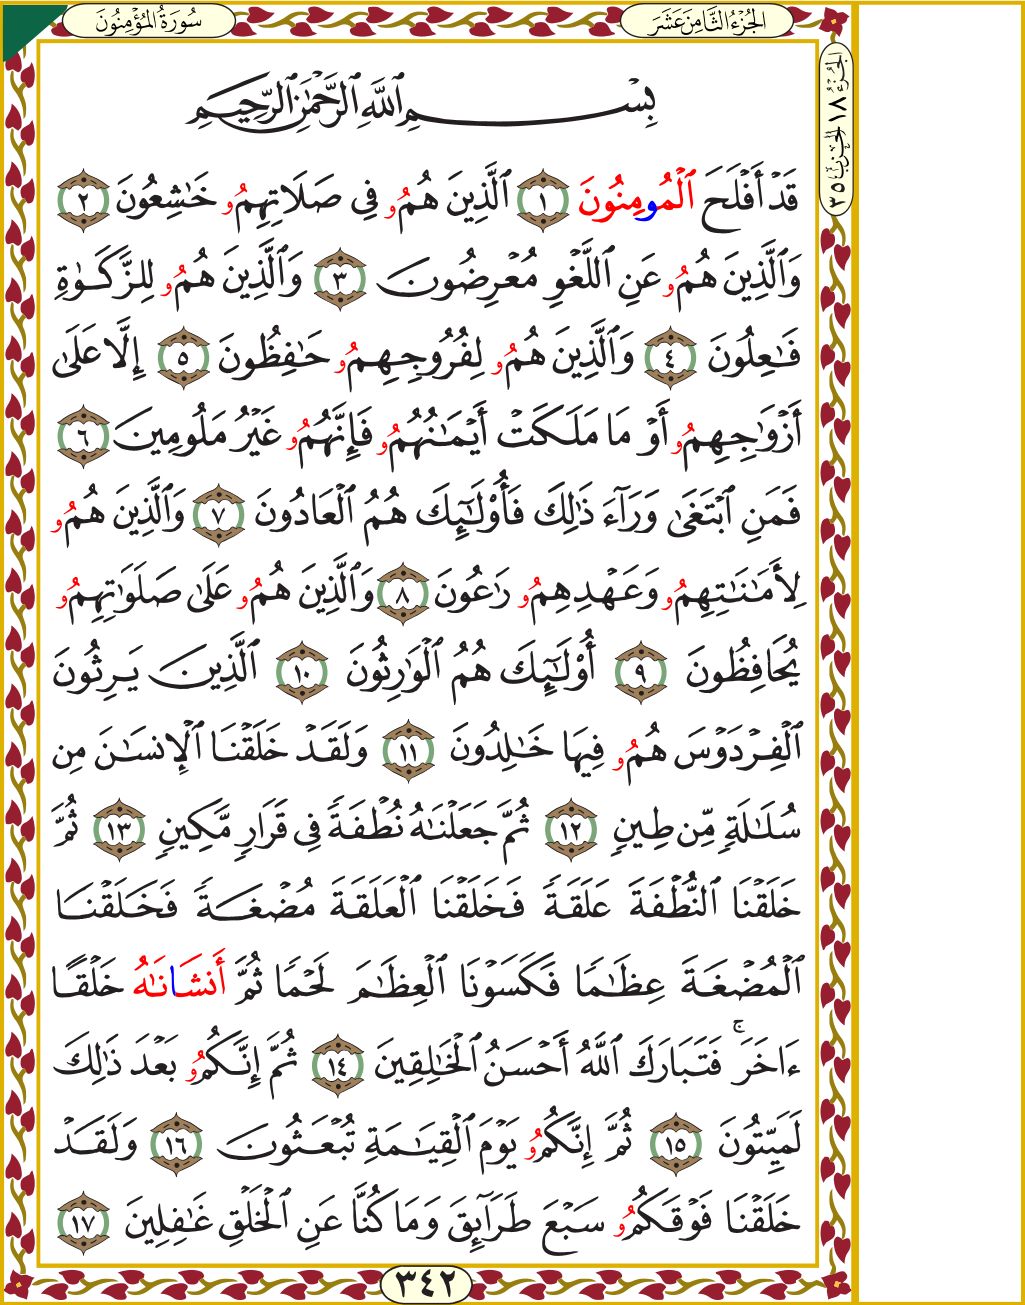 سُورَةُ المُؤْمِنُونَ
الجُزْءُ الثَّامِنَ عَشَرَ
الجُزْءُ ١٨ الحِزْبُ ٣٥
بِسْمِ ٱللَّهِ ٱلرَّحْمَٰنِ ٱلرَّحِيمِ
قَدْ أَفْلَحَ ٱلْمُومِنُونَ ١ ٱلَّذِينَ هُمُۥ فِى صَلَاتِهِمُۥ خَٰشِعُونَ ٢
وَٱلَّذِينَ هُمُۥ عَنِ ٱللَّغْوِ مُعْرِضُونَ ٣ وَٱلَّذِينَ هُمُۥ لِلزَّكَوٰةِ
فَٰعِلُونَ ٤ وَٱلَّذِينَ هُمُۥ لِفُرُوجِهِمُۥ حَٰفِظُونَ ٥ إِلَّا عَلَىٰ
أَزْوَٰجِهِمُۥ أَوْ مَا مَلَكَتْ أَيْمَٰنُهُمُۥ فَإِنَّهُمُۥ غَيْرُ مَلُومِينَ ٦
فَمَنِ ٱبْتَغَىٰ وَرَآءَ ذَٰلِكَ فَأُوْلَٰٓئِكَ هُمُ ٱلْعَادُونَ ٧ وَٱلَّذِينَ هُمُۥ
لِأَمَٰنَٰتِهِمُۥ وَعَهْدِهِمُۥ رَٰعُونَ ٨ وَٱلَّذِينَ هُمُۥ عَلَىٰ صَلَوَٰتِهِمُۥ
يُحَافِظُونَ ٩ أُوْلَٰٓئِكَ هُمُ ٱلْوَٰرِثُونَ ١٠ ٱلَّذِينَ يَرِثُونَ
ٱلْفِرْدَوْسَ هُمُۥ فِيهَا خَٰلِدُونَ ١١ وَلَقَدْ خَلَقْنَا ٱلْإِنسَٰنَ مِن
سُلَٰلَةٍ مِّن طِينٍ ١٢ ثُمَّ جَعَلْنَٰهُ نُطْفَةً فِى قَرَارٍ مَّكِينٍ ١٣ ثُمَّ
خَلَقْنَا ٱلنُّطْفَةَ عَلَقَةً فَخَلَقْنَا ٱلْعَلَقَةَ مُضْغَةً فَخَلَقْنَا
ٱلْمُضْغَةَ عِظَٰمًا فَكَسَوْنَا ٱلْعِظَٰمَ لَحْمًا ثُمَّ أَنشَانَٰهُ خَلْقًا
ءَاخَرَ ۚ فَتَبَارَكَ ٱللَّهُ أَحْسَنُ ٱلْخَٰلِقِينَ ١٤ ثُمَّ إِنَّكُمُۥ بَعْدَ ذَٰلِكَ
لَمَيِّتُونَ ١٥ ثُمَّ إِنَّكُمُۥ يَوْمَ ٱلْقِيَٰمَةِ تُبْعَثُونَ ١٦ وَلَقَدْ
خَلَقْنَا فَوْقَكُمُۥ سَبْعَ طَرَآئِقَ وَمَا كُنَّا عَنِ ٱلْخَلْقِ غَٰفِلِينَ ١٧
٣٤٢